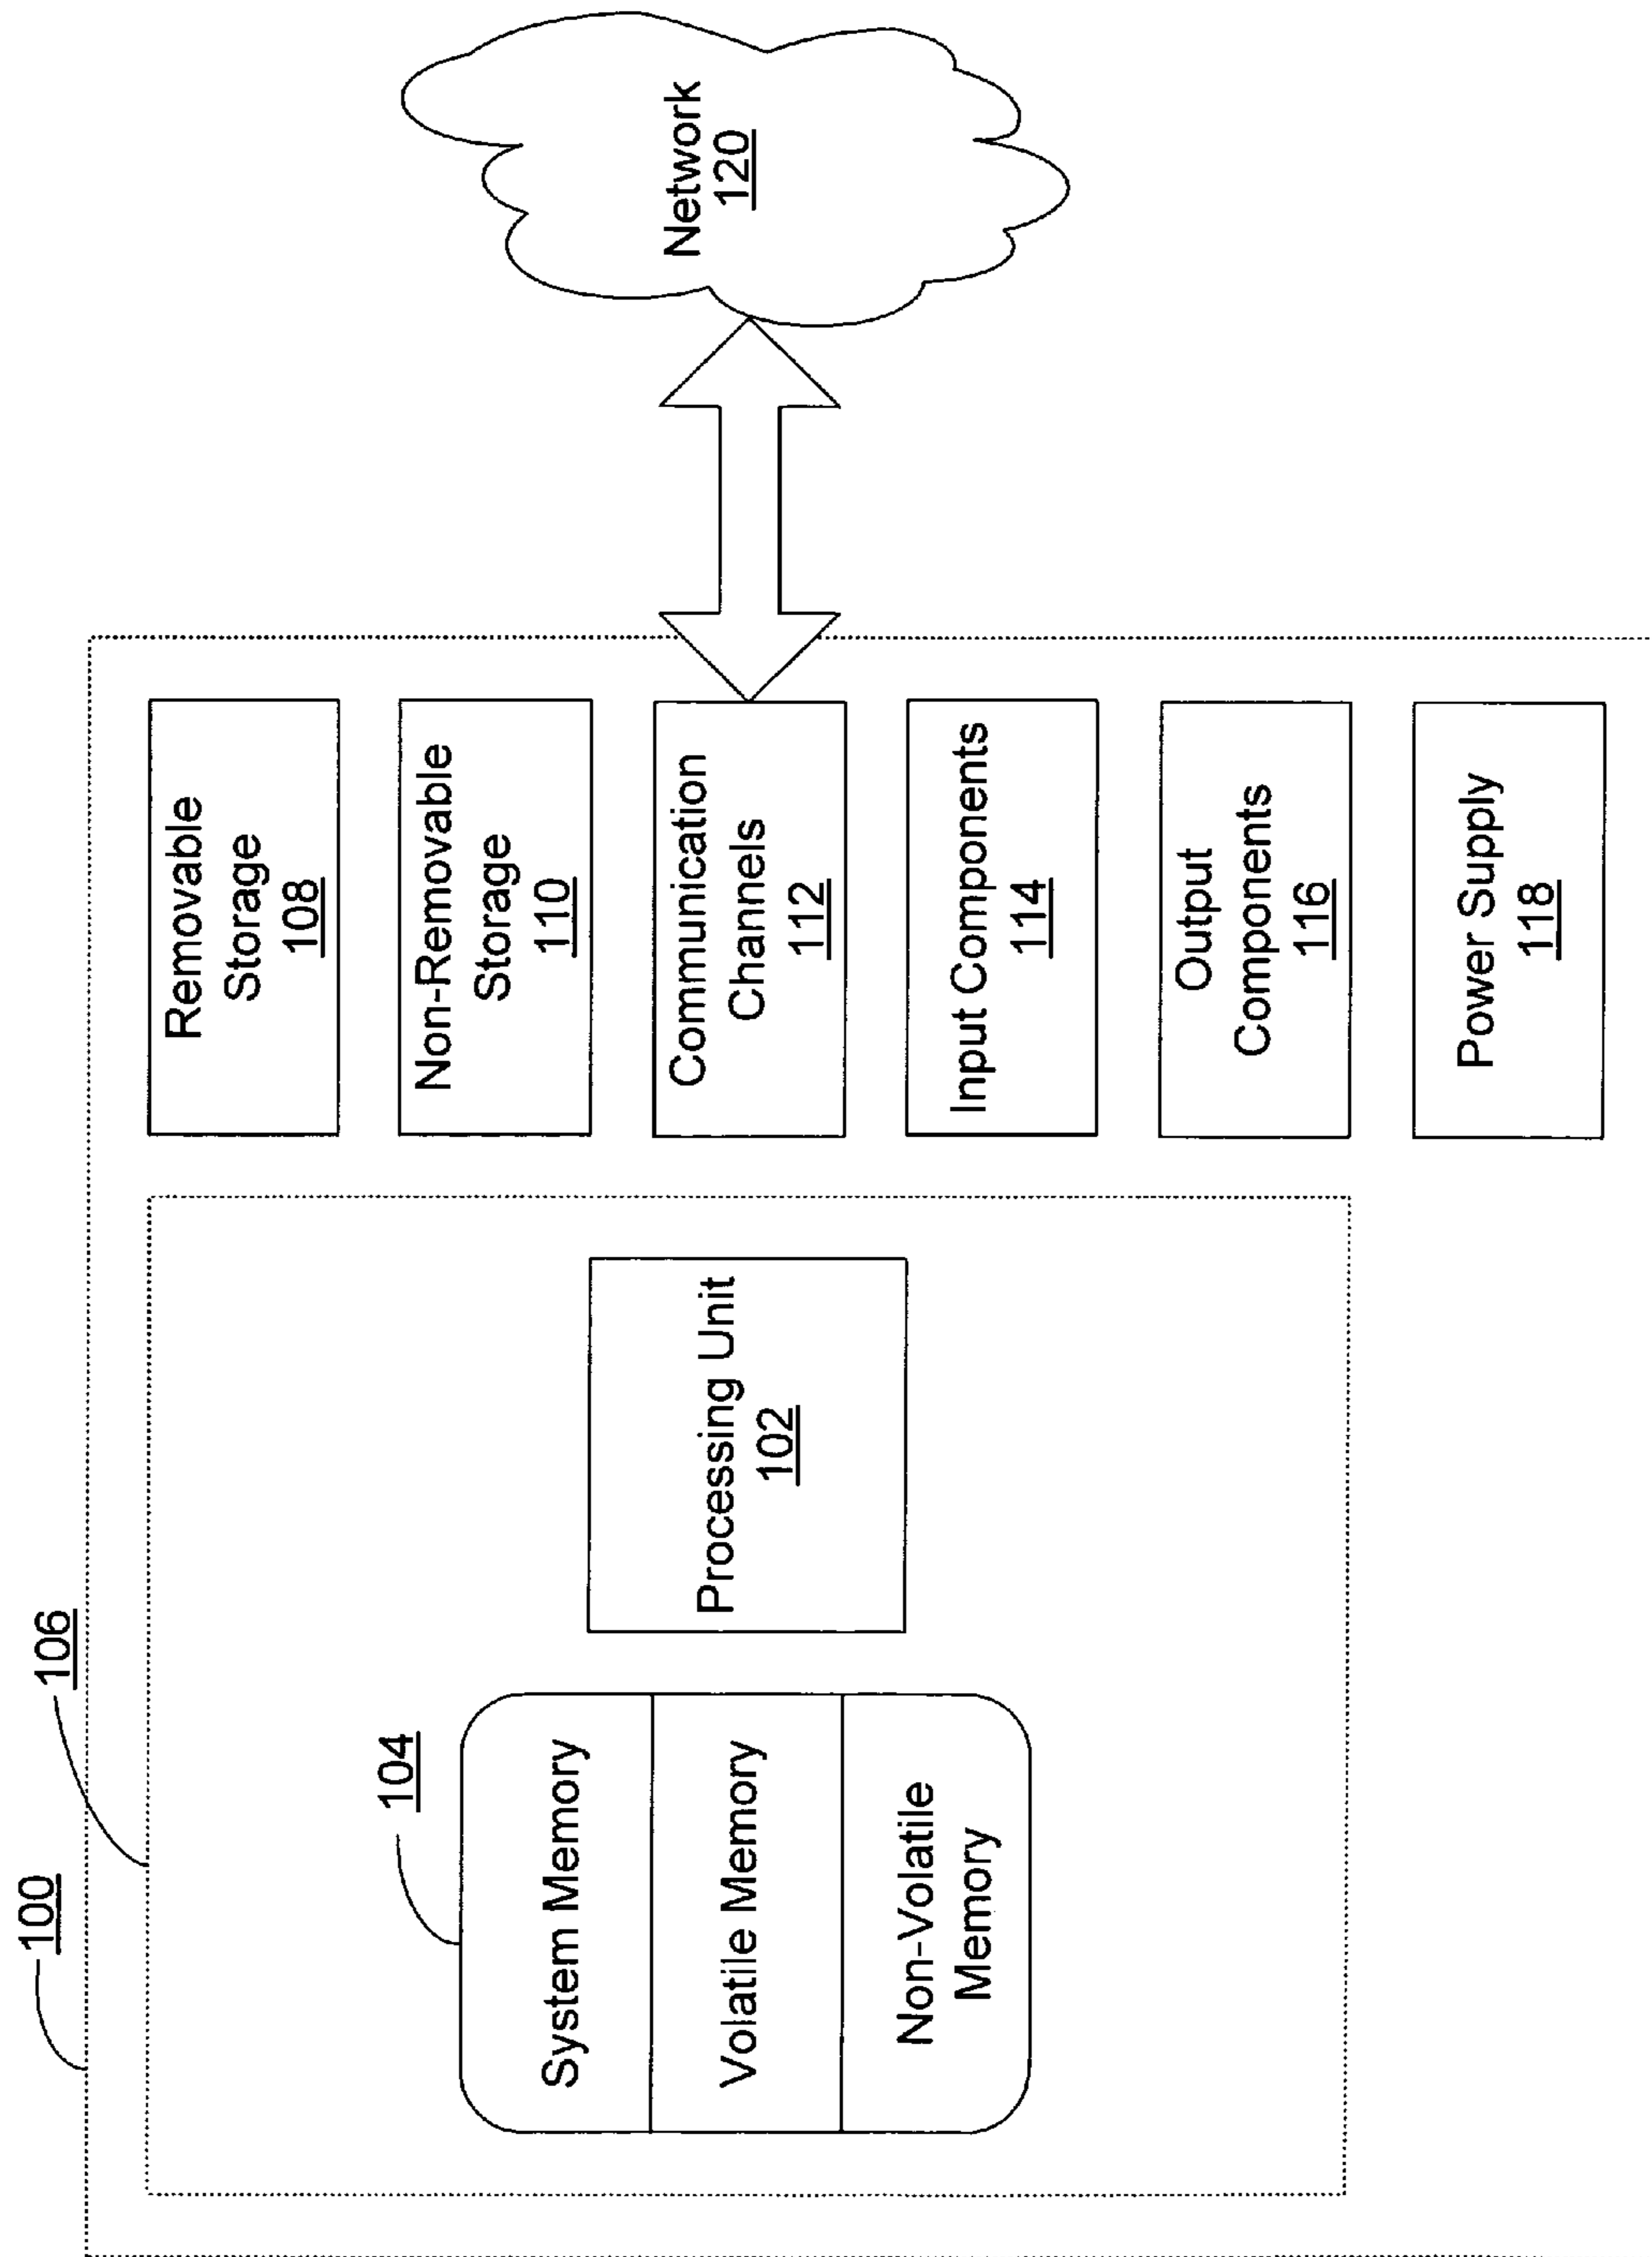 100
106
104
System Memory
Volatile Memory
Non-Volatile
Memory
Processing Unit
102
Removable
Storage
108
Non-Removable
Storage
110
Communication
Channels
112
Input Components
114
Output
Components
116
Power Supply
118
Network
120